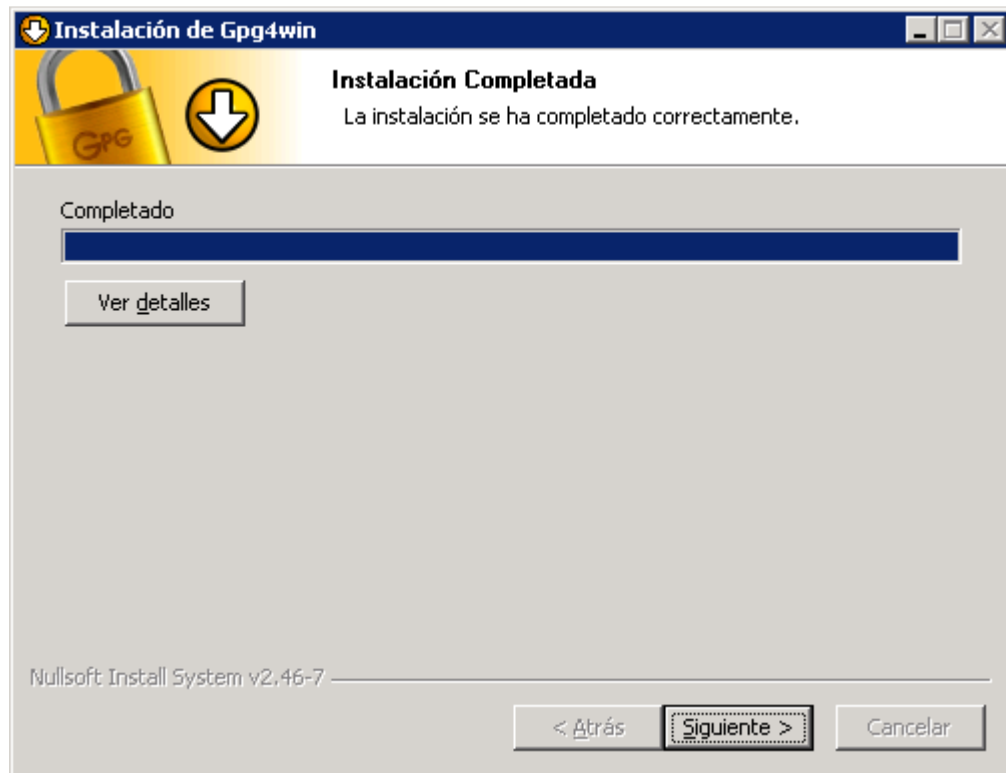 Instalación de Gpg4win
Instalación Completada
La instalación se ha completado correctamente.
GPG
Completado
Ver detalles
Nullsoft Install System v2.46-7
< Atrás
Siguiente >
Cancelar